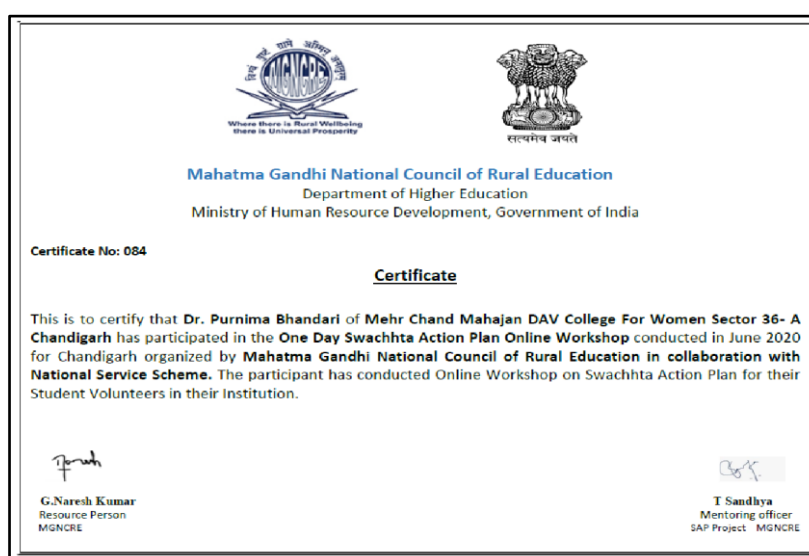 विश्वं पुष्टं ग्रामे अस्मिन् अनातुरम्
MGNCRE
Where there is Rural Wellbeing
there is Universal Prosperity
सत्यमेव जयते
Mahatma Gandhi National Council of Rural Education
Department of Higher Education
Ministry of Human Resource Development, Government of India
Certificate No: 084
Certificate
This is to certify that Dr. Purnima Bhandari of Mehr Chand Mahajan DAV College For Women Sector 36- A
Chandigarh has participated in the One Day Swachhta Action Plan Online Workshop conducted in June 2020
for Chandigarh organized by Mahatma Gandhi National Council of Rural Education in collaboration with
National Service Scheme. The participant has conducted Online Workshop on Swachhta Action Plan for their
Student Volunteers in their Institution.
G.Naresh Kumar
Resource Person
MGNCRE
T Sandhya
Mentoring officer
SAP Project MGNCRE